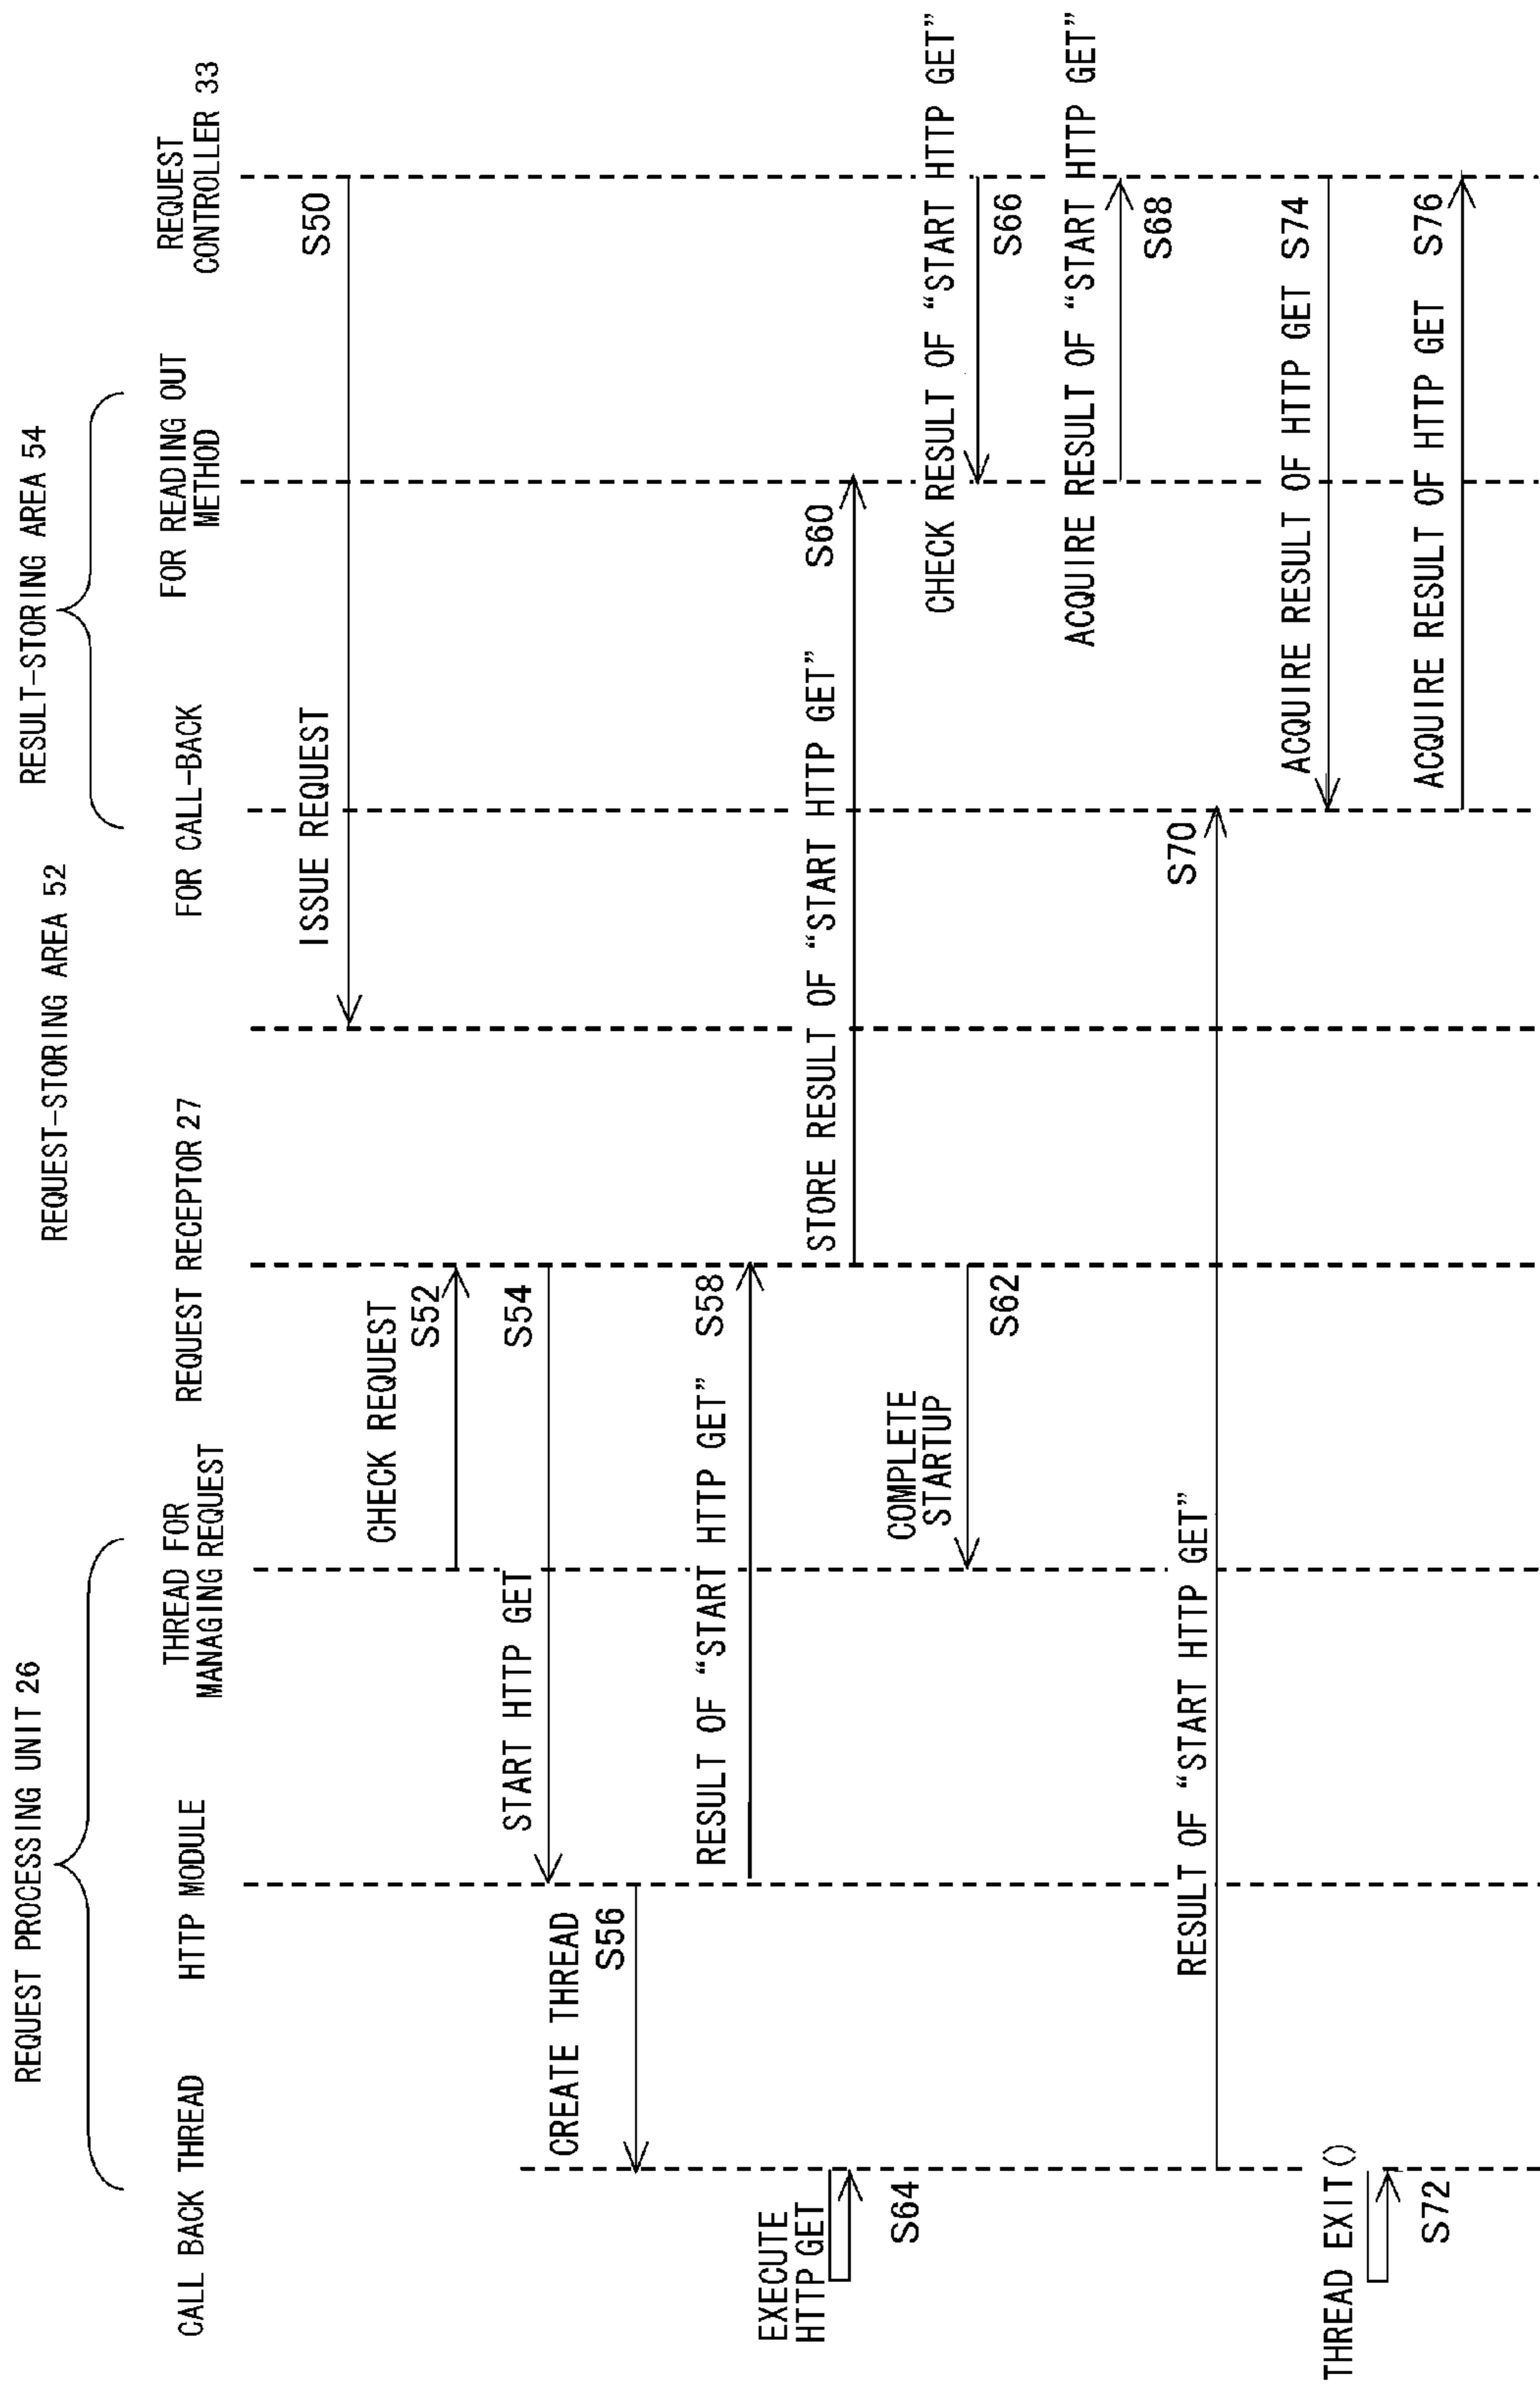 REQUEST PROCESSING UNIT 26
REQUEST-STORING AREA 52
RESULT-STORING AREA 54
CALL BACK THREAD
HTTP MODULE
THREAD FOR
MANAGING REQUEST
REQUEST RECEPTOR 27
FOR CALL-BACK
FOR READING OUT
METHOD
REQUEST
CONTROLLER 33
ISSUE REQUEST
S50
CHECK REQUEST
S52
START HTTP GET
S54
CREATE THREAD
S56
RESULT OF “START HTTP GET”
S58
EXECUTE
HTTP GET
S64
STORE RESULT OF “START HTTP GET”
S60
COMPLETE
STARTUP
S62
CHECK RESULT OF “START HTTP GET”
S66
ACQUIRE RESULT OF “START HTTP GET”
S68
RESULT OF “START HTTP GET”
S70
ACQUIRE RESULT OF HTTP GET
S74
THREAD EXIT()
S72
ACQUIRE RESULT OF HTTP GET
S76